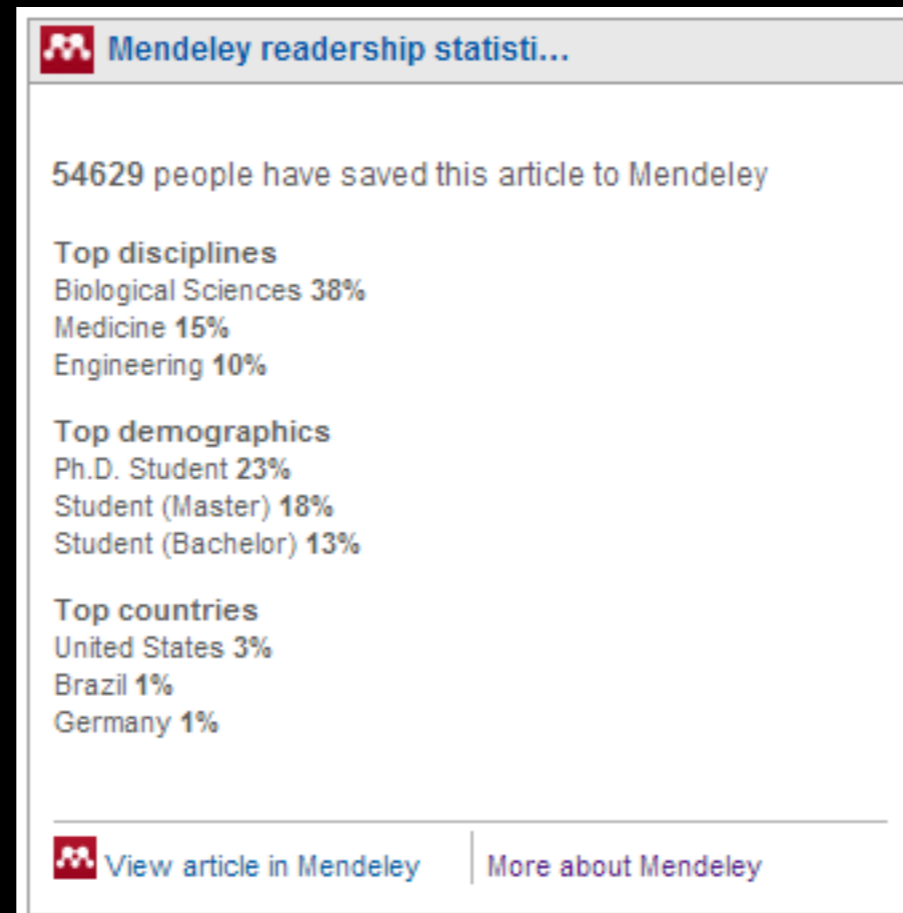 Mendeley readership statisti...
54629 people have saved this article to Mendeley
Top disciplines
Biological Sciences 38%
Medicine 15%
Engineering 10%
Top demographics
Ph.D. Student 23%
Student (Master) 18%
Student (Bachelor) 13%
Top countries
United States 3%
Brazil 1%
Germany 1%
View article in Mendeley
More about Mendeley